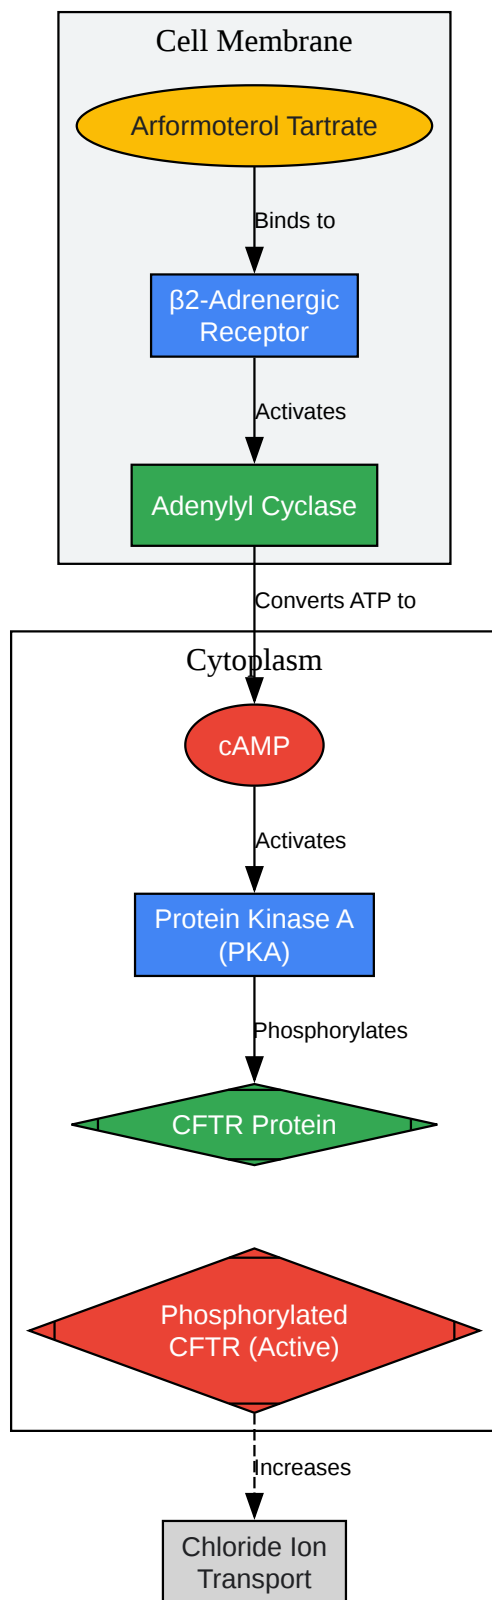 Cell Membrane
Arformoterol Tartrate
Binds to
β2-Adrenergic
Receptor
Activates
Adenylyl Cyclase
Converts ATP to
Cytoplasm
cAMP
Activates
Protein Kinase A
(PKA)
Phosphorylates
CFTR Protein
Phosphorylated
CFTR (Active)
Increases
Chloride Ion
Transport